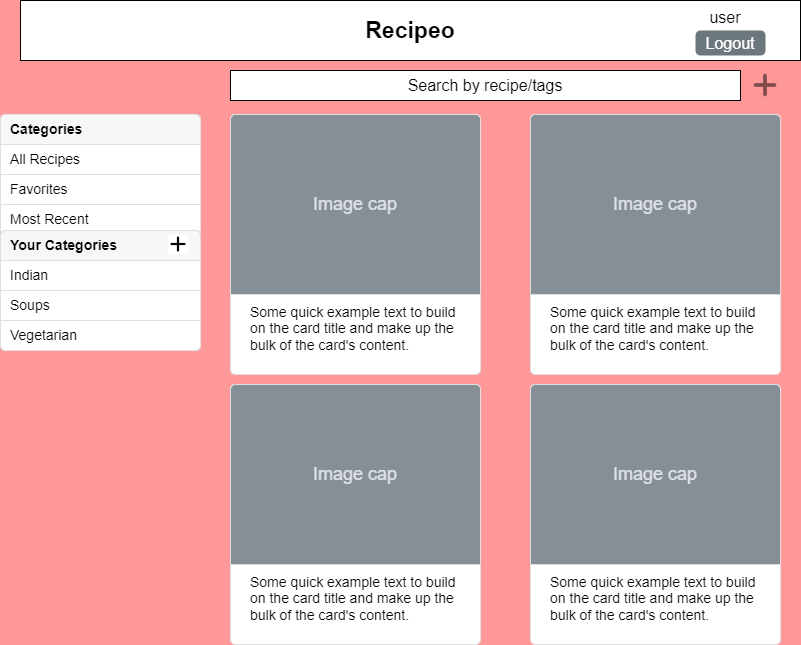 Recipeo
user
Logout
Search by recipe/tags
Categories
All Recipes
Favorites
Most Recent
Your Categories
Indian
Soups
Vegetarian
Image cap
Some quick example text to build
on the card title and make up the
bulk of the card's content.
Image cap
Some quick example text to build
on the card title and make up the
bulk of the card's content.
Image cap
Some quick example text to build
on the card title and make up the
bulk of the card's content.
Image cap
Some quick example text to build
on the card title and make up the
bulk of the card's content.